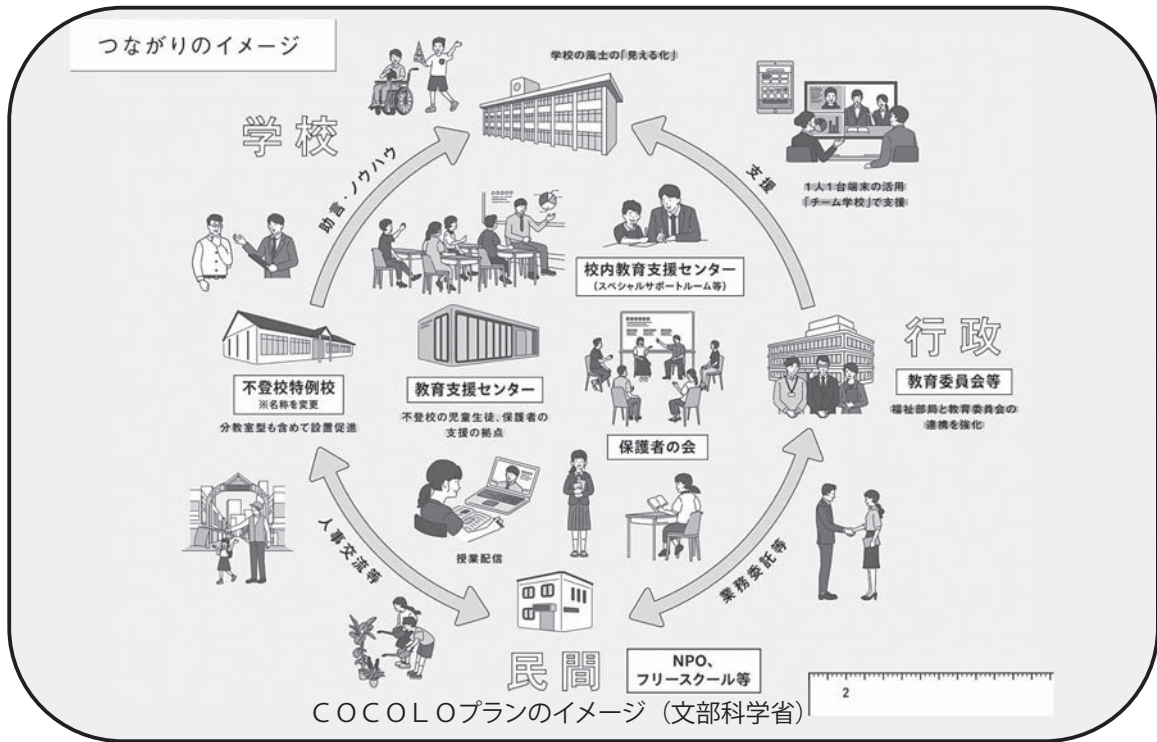 つながりのイメージ
学校の風土の「見える化」
学校
助言・ノウハウ
支援
1人1台端末の活用
「チーム学校」で支援
校内教育支援センター
(スペシャルサポートルーム等)
行政
不登校特例校
※名称を変更
分教室型も含めて設置促進
教育支援センター
不登校の児童生徒、保護者の
支援の拠点
保護者の会
教育委員会等
福祉部局と教育委員会の
連携を強化
人事交流等
授業配信
業務委託等
民間
NPO、
フリースクール等
2
COCOLOプランのイメージ（文部科学省）